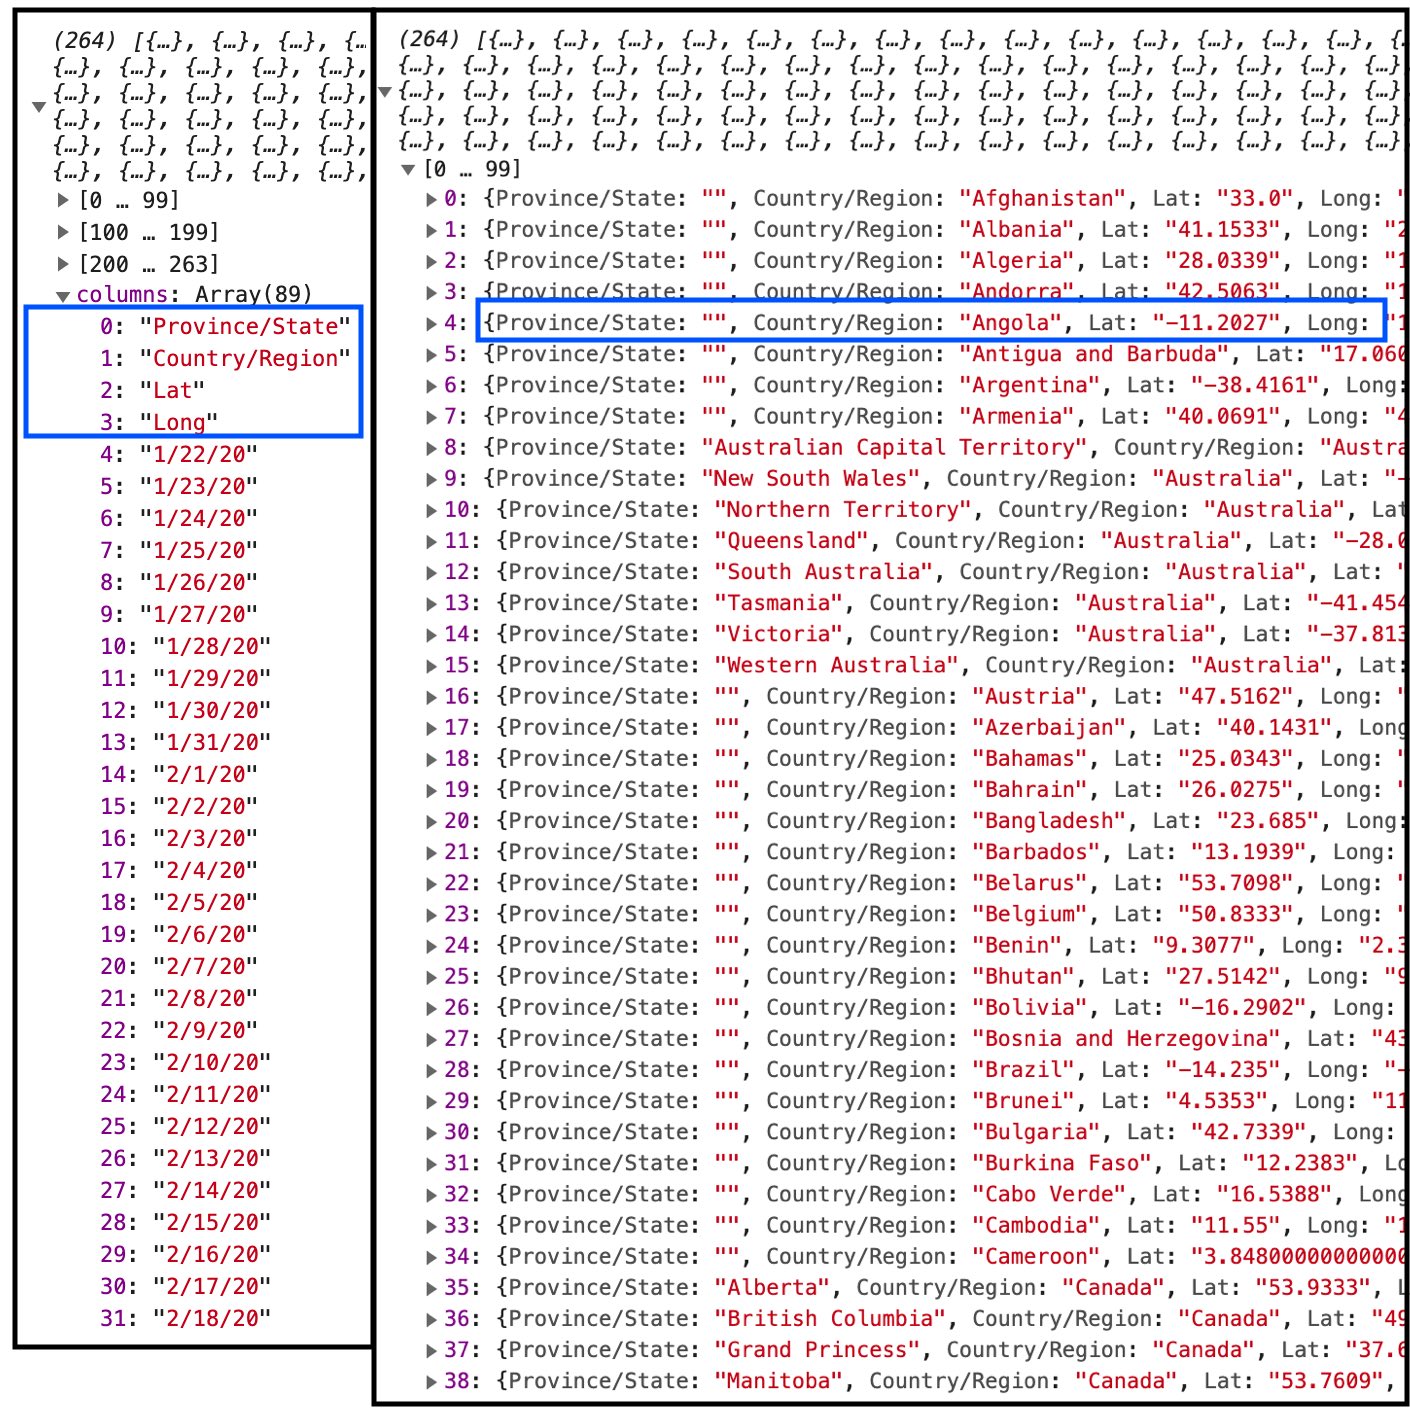 (264) [{…}, {…}, {…}, {…
{…}, {…}, {…}, {…}, {…},
{…}, {…}, {…}, {…}, {…},
{…}, {…}, {…}, {…}, {…},
{…}, {…}, {…}, {…}, {…},
{…}, {…}, {…}, {…}, {…},
[0 … 99]
[100 … 199]
[200 … 263]
columns: Array(89)
0: "Province/State"
1: "Country/Region"
2: "Lat"
3: "Long"
4: "1/22/20"
5: "1/23/20"
6: "1/24/20"
7: "1/25/20"
8: "1/26/20"
9: "1/27/20"
10: "1/28/20"
11: "1/29/20"
12: "1/30/20"
13: "1/31/20"
14: "2/1/20"
15: "2/2/20"
16: "2/3/20"
17: "2/4/20"
18: "2/5/20"
19: "2/6/20"
20: "2/7/20"
21: "2/8/20"
22: "2/9/20"
23: "2/10/20"
24: "2/11/20"
25: "2/12/20"
26: "2/13/20"
27: "2/14/20"
28: "2/15/20"
29: "2/16/20"
30: "2/17/20"
31: "2/18/20"
(264) [{…}, {…}, {…}, {…}, {…}, {…}, {…}, {…}, {…}, {…}, {…}, {…}, {…}, {…}, {…
{…}, {…}, {…}, {…}, {…}, {…}, {…}, {…}, {…}, {…}, {…}, {…}, {…}, {…}, {…}, {…},
{…}, {…}, {…}, {…}, {…}, {…}, {…}, {…}, {…}, {…}, {…}, {…}, {…}, {…}, {…}, {…},
{…}, {…}, {…}, {…}, {…}, {…}, {…}, {…}, {…}, {…}, {…}, {…}, {…}, {…}, {…}, {…},
{…}, {…}, {…}, {…}, {…}, {…}, {…}, {…}, {…}, {…}, {…}, {…}, {…}, {…}, {…}, {…},
[0 … 99]
0: {Province/State: "", Country/Region: "Afghanistan", Lat: "33.0", Long: "
1: {Province/State: "", Country/Region: "Albania", Lat: "41.1533", Long: "2
2: {Province/State: "", Country/Region: "Algeria", Lat: "28.0339", Long: "1
3: {Province/State: "", Country/Region: "Andorra", Lat: "42.5063", Long: "1
4: {Province/State: "", Country/Region: "Angola", Lat: "-11.2027", Long: "1
5: {Province/State: "", Country/Region: "Antigua and Barbuda", Lat: "17.060
6: {Province/State: "", Country/Region: "Argentina", Lat: "-38.4161", Long:
7: {Province/State: "", Country/Region: "Armenia", Lat: "40.0691", Long: "4
8: {Province/State: "Australian Capital Territory", Country/Region: "Austra
9: {Province/State: "New South Wales", Country/Region: "Australia", Lat: "-
10: {Province/State: "Northern Territory", Country/Region: "Australia", Lat
11: {Province/State: "Queensland", Country/Region: "Australia", Lat: "-28.0
12: {Province/State: "South Australia", Country/Region: "Australia", Lat: "
13: {Province/State: "Tasmania", Country/Region: "Australia", Lat: "-41.454
14: {Province/State: "Victoria", Country/Region: "Australia", Lat: "-37.813
15: {Province/State: "Western Australia", Country/Region: "Australia", Lat:
16: {Province/State: "", Country/Region: "Austria", Lat: "47.5162", Long: "
17: {Province/State: "", Country/Region: "Azerbaijan", Lat: "40.1431", Long
18: {Province/State: "", Country/Region: "Bahamas", Lat: "25.0343", Long: "
19: {Province/State: "", Country/Region: "Bahrain", Lat: "26.0275", Long: "
20: {Province/State: "", Country/Region: "Bangladesh", Lat: "23.685", Long:
21: {Province/State: "", Country/Region: "Barbados", Lat: "13.1939", Long:
22: {Province/State: "", Country/Region: "Belarus", Lat: "53.7098", Long: "
23: {Province/State: "", Country/Region: "Belgium", Lat: "50.8333", Long: "
24: {Province/State: "", Country/Region: "Benin", Lat: "9.3077", Long: "2.3
25: {Province/State: "", Country/Region: "Bhutan", Lat: "27.5142", Long: "9
26: {Province/State: "", Country/Region: "Bolivia", Lat: "-16.2902", Long:
27: {Province/State: "", Country/Region: "Bosnia and Herzegovina", Lat: "43
28: {Province/State: "", Country/Region: "Brazil", Lat: "-14.235", Long: "-
29: {Province/State: "", Country/Region: "Brunei", Lat: "4.5353", Long: "11
30: {Province/State: "", Country/Region: "Bulgaria", Lat: "42.7339", Long:
31: {Province/State: "", Country/Region: "Burkina Faso", Lat: "12.2383", Lo
32: {Province/State: "", Country/Region: "Cabo Verde", Lat: "16.5388", Long
33: {Province/State: "", Country/Region: "Cambodia", Lat: "11.55", Long: "1
34: {Province/State: "", Country/Region: "Cameroon", Lat: "3.84800000000000
35: {Province/State: "Alberta", Country/Region: "Canada", Lat: "53.9333", L
36: {Province/State: "British Columbia", Country/Region: "Canada", Lat: "49
37: {Province/State: "Grand Princess", Country/Region: "Canada", Lat: "37.6
38: {Province/State: "Manitoba", Country/Region: "Canada", Lat: "53.7609",